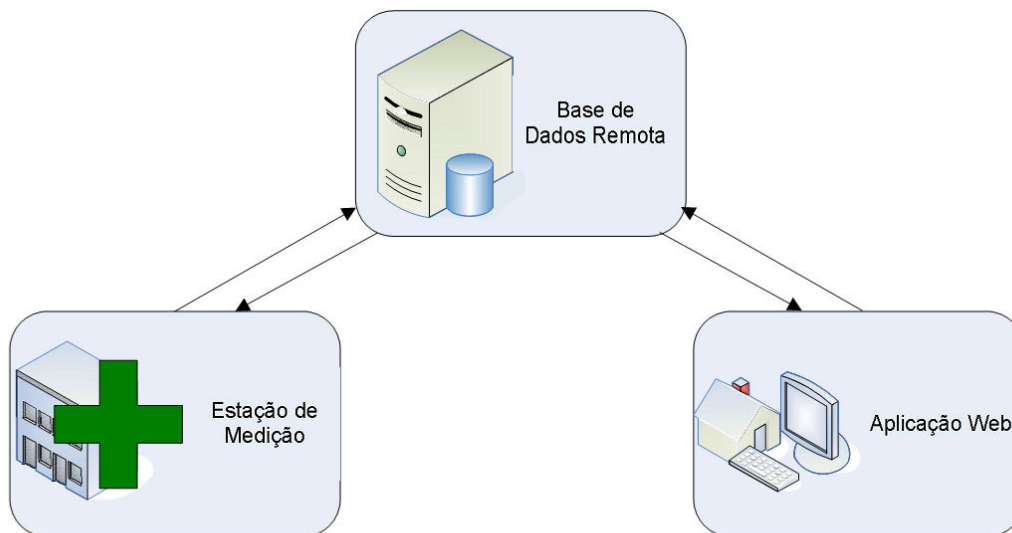 Base de
Dados Remota
Estação de
Medição
Aplicação Web